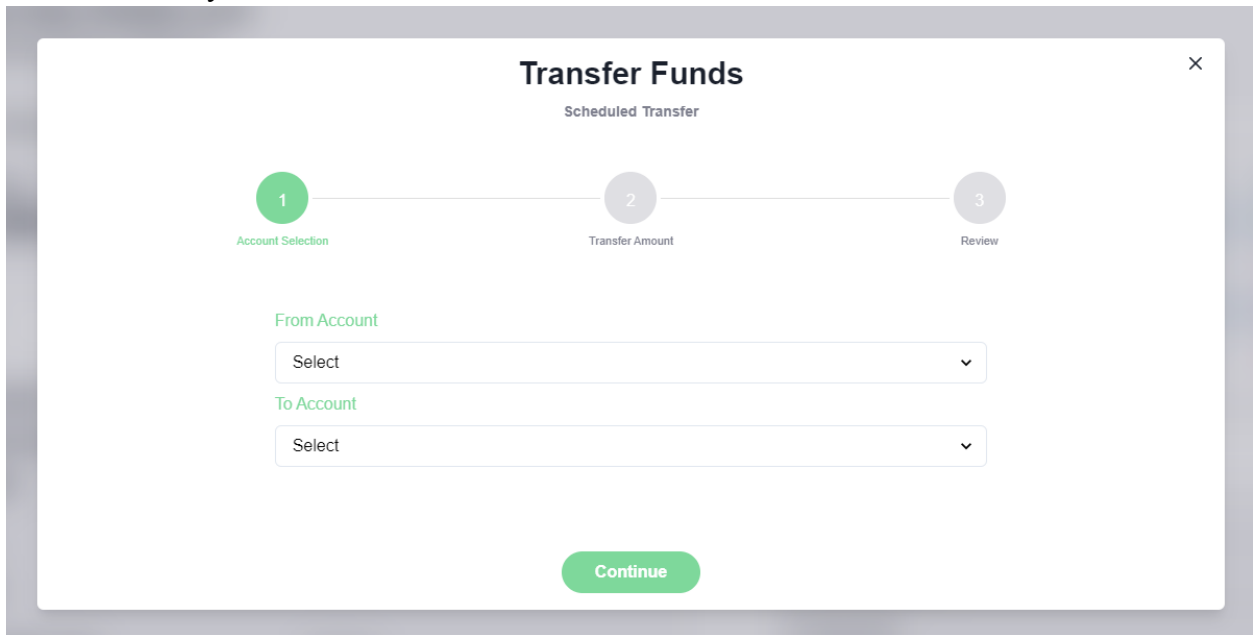 Transfer Funds
Scheduled Transfer
1
2
3
Account Selection
Transfer Amount
Review
From Account
Select
To Account
Select
Continue